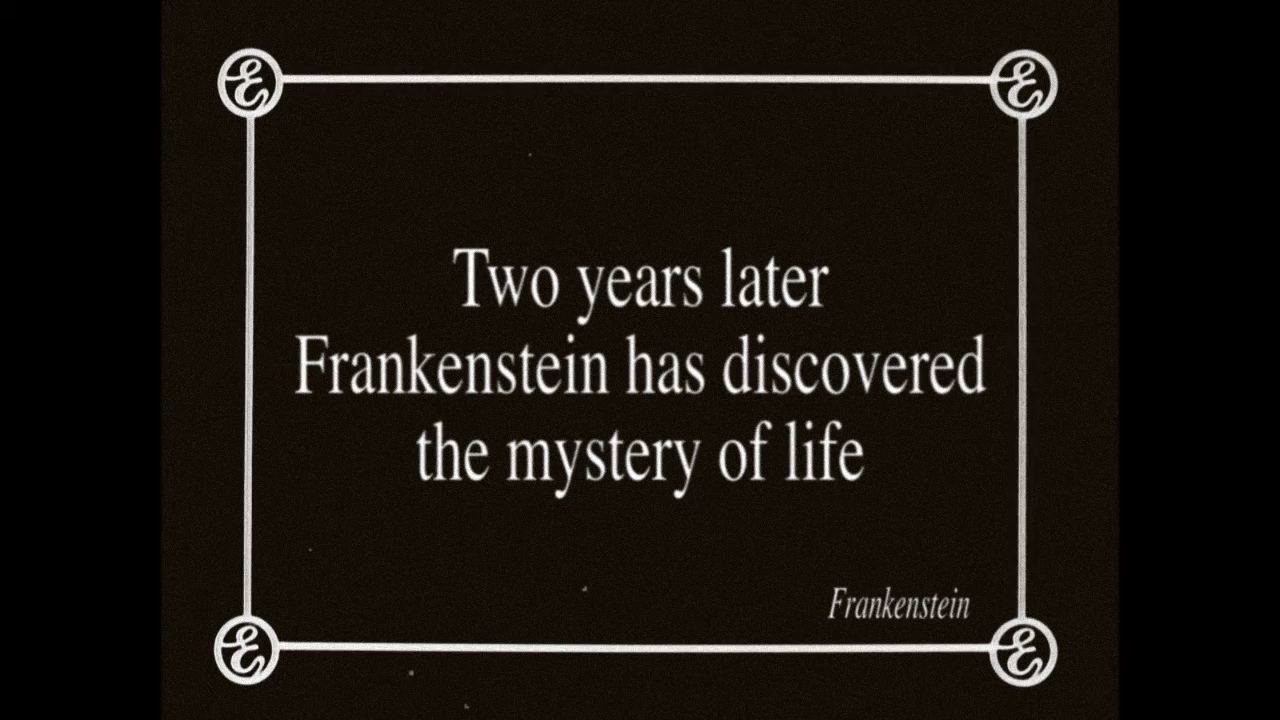 Two years later
Frankenstein has discovered
the mystery of life
Frankenstein
E
E
E
E